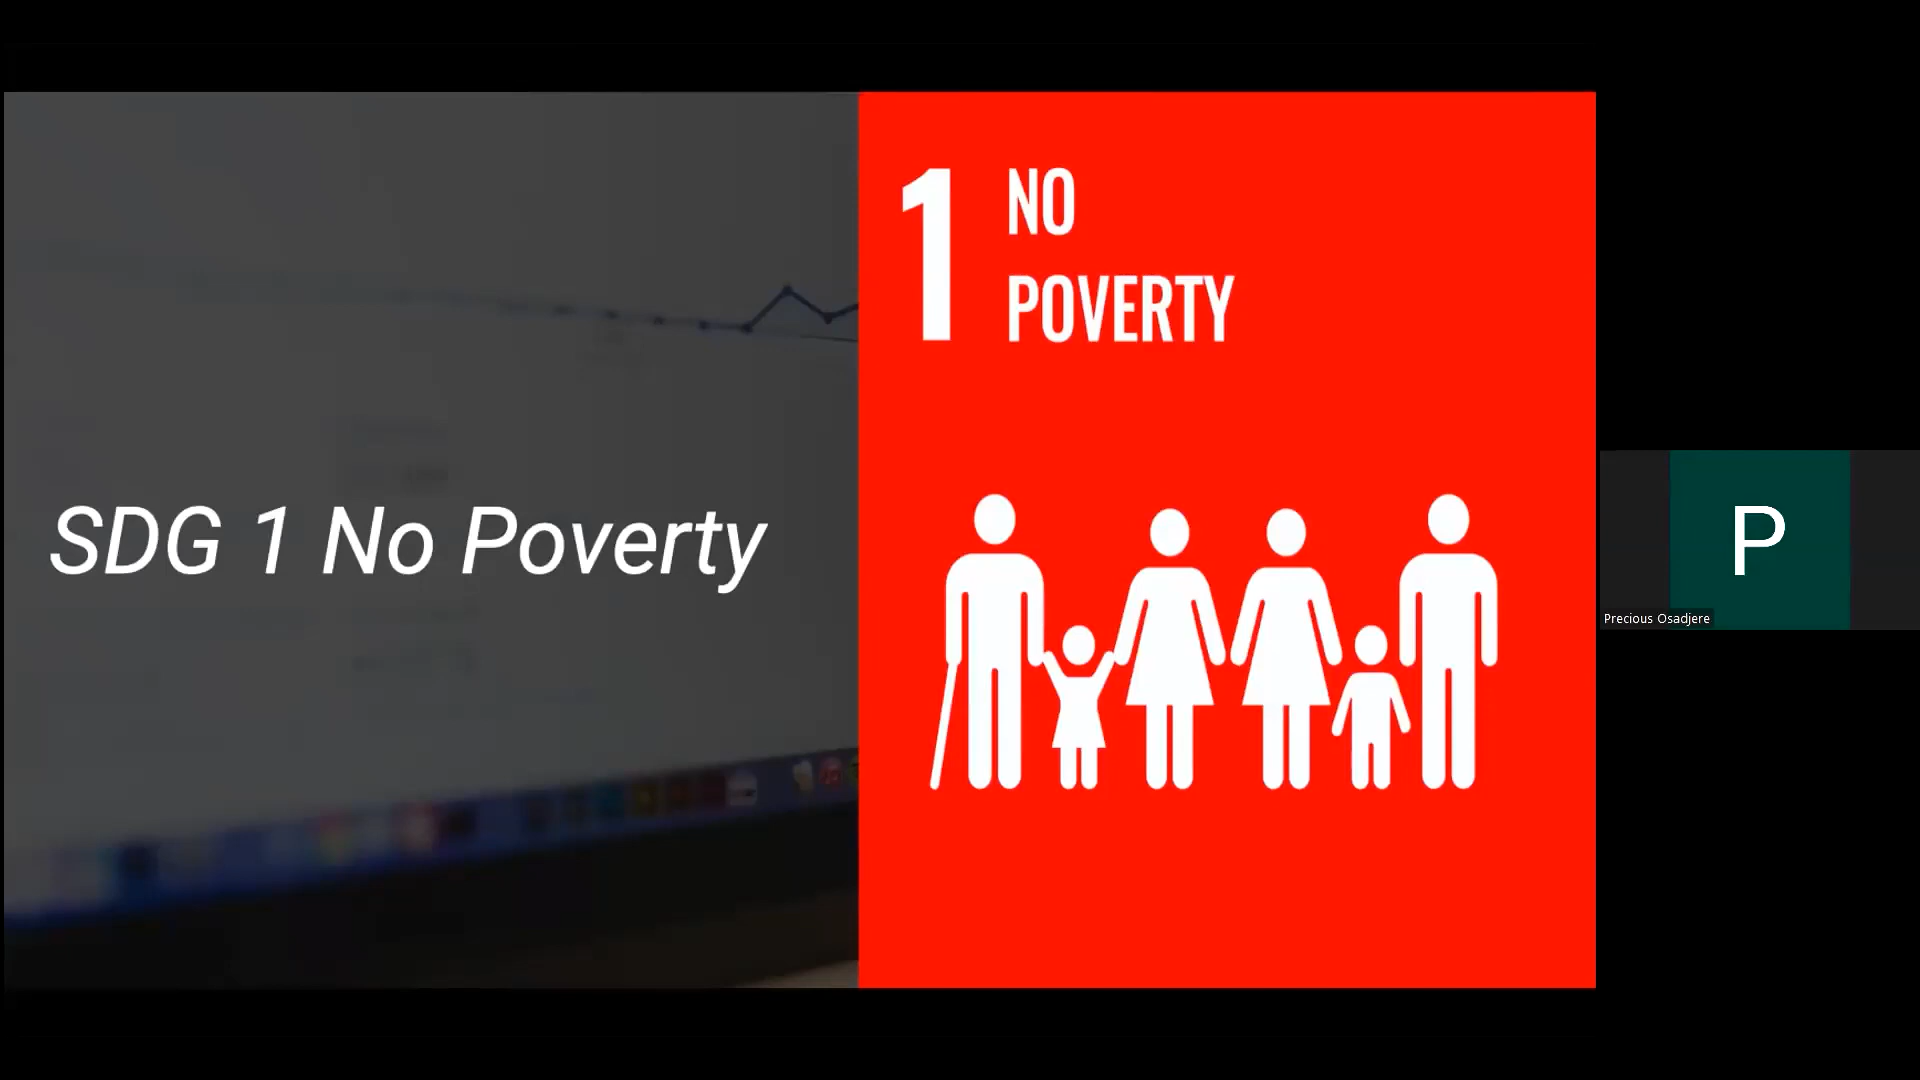 SDG 1 No Poverty
1 NO
POVERTY
P
Precious Osadjere